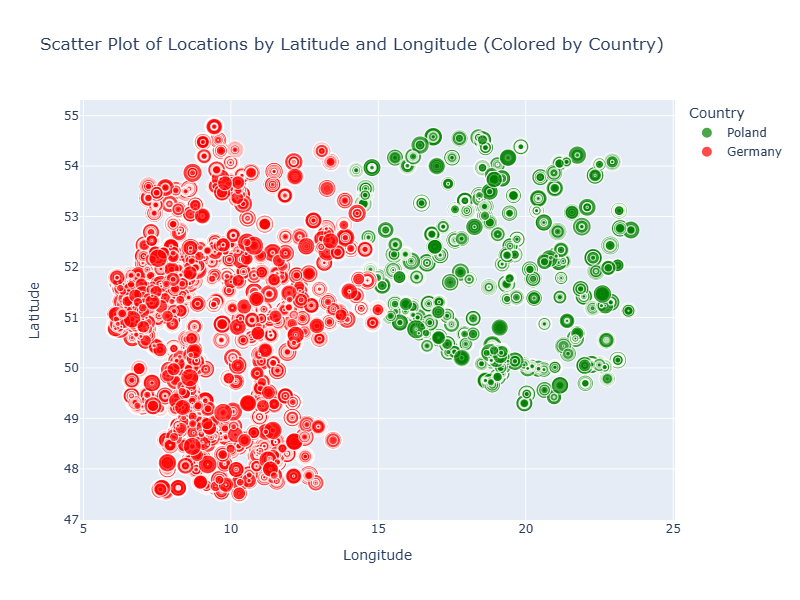 Scatter Plot of Locations by Latitude and Longitude (Colored by Country)
Country
Poland
Germany
55
54
53
52
51
50
49
48
47
Latitude
5
10
15
20
25
Longitude